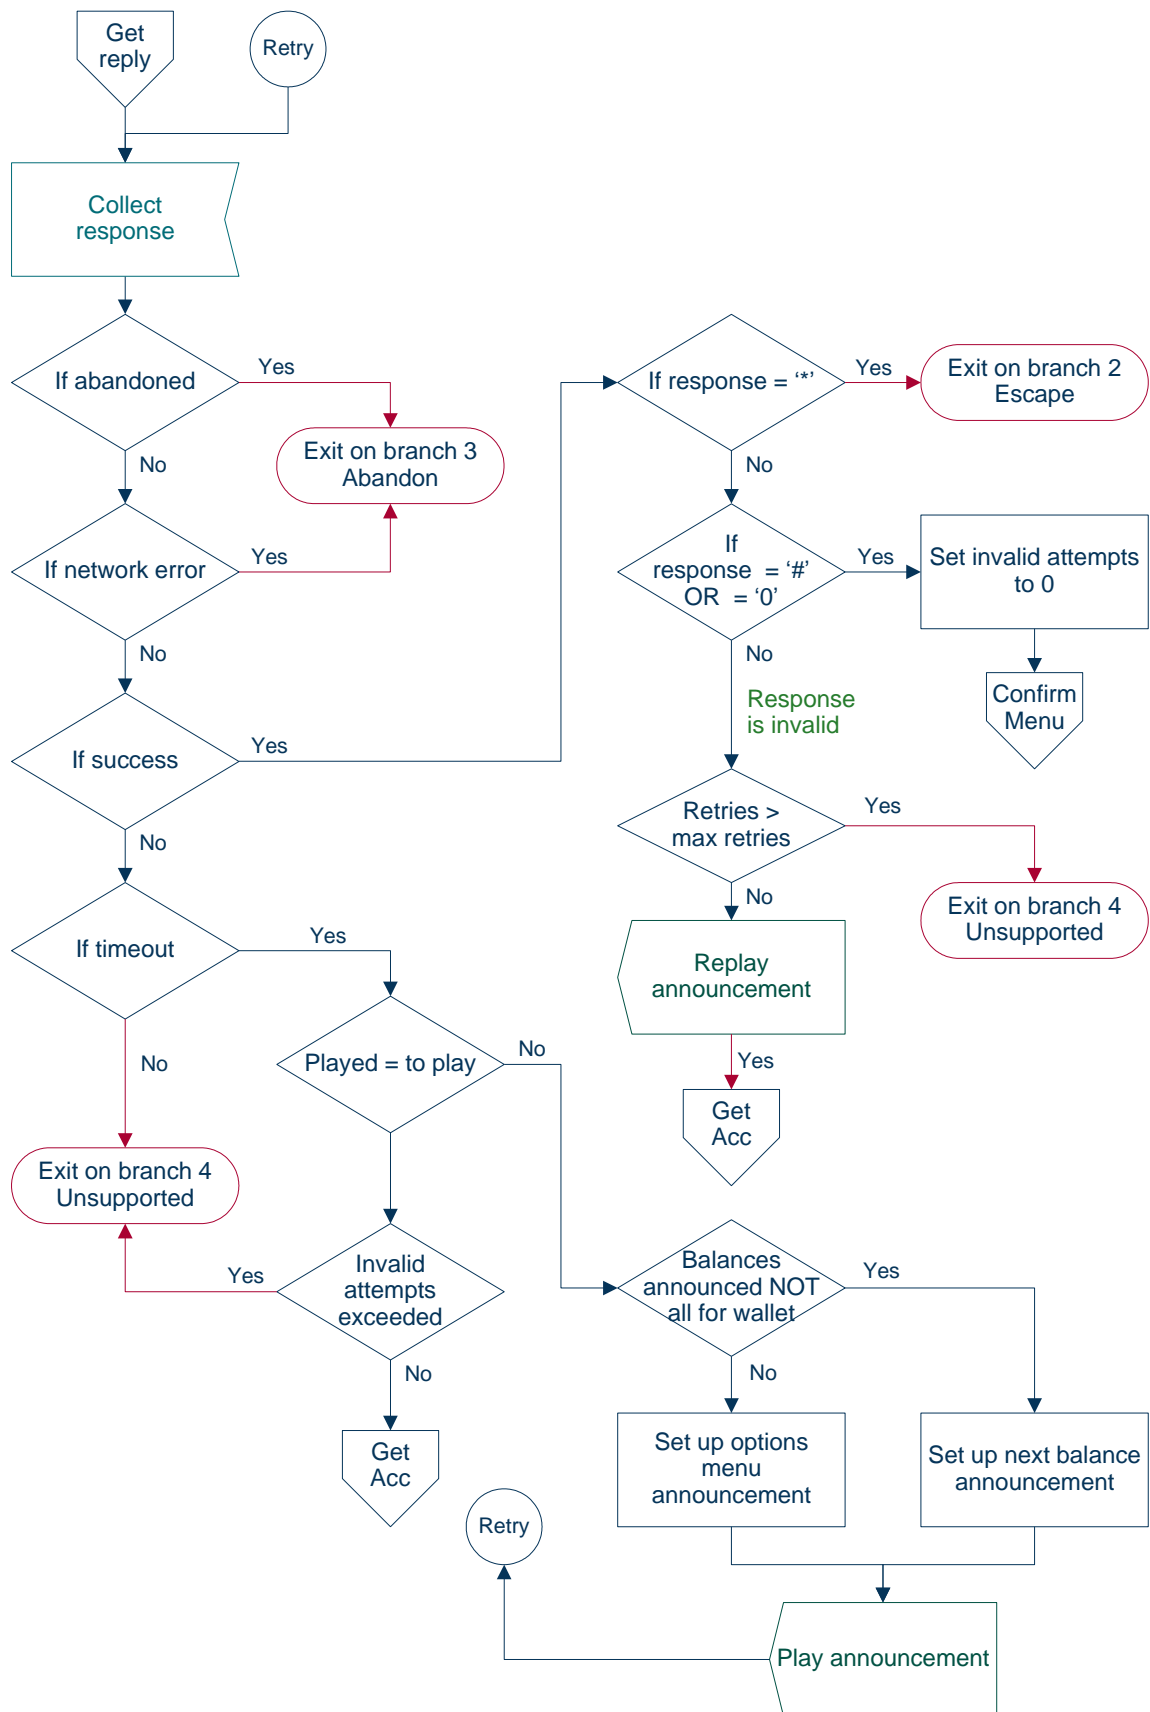 Get
reply
Retry
Collect
response
If abandoned
Yes
No
Exit on branch 3
Abandon
If network error
Yes
No
If success
Yes
No
If timeout
Yes
No
Played = to play
No
Exit on branch 4
Unsupported
Yes
Invalid
attempts
exceeded
No
Get
Acc
If response = ‘*’
Yes
Exit on branch 2
Escape
No
If
response  = ‘#’
OR  = ‘0’
Yes
Set invalid attempts
to 0
Confirm
Menu
No
Response
is invalid
Retries >
max retries
Yes
Exit on branch 4
Unsupported
No
Replay
announcement
Yes
Get
Acc
Balances
announced NOT
all for wallet
Yes
No
Set up options
menu
announcement
Set up next balance
announcement
Retry
Play announcement